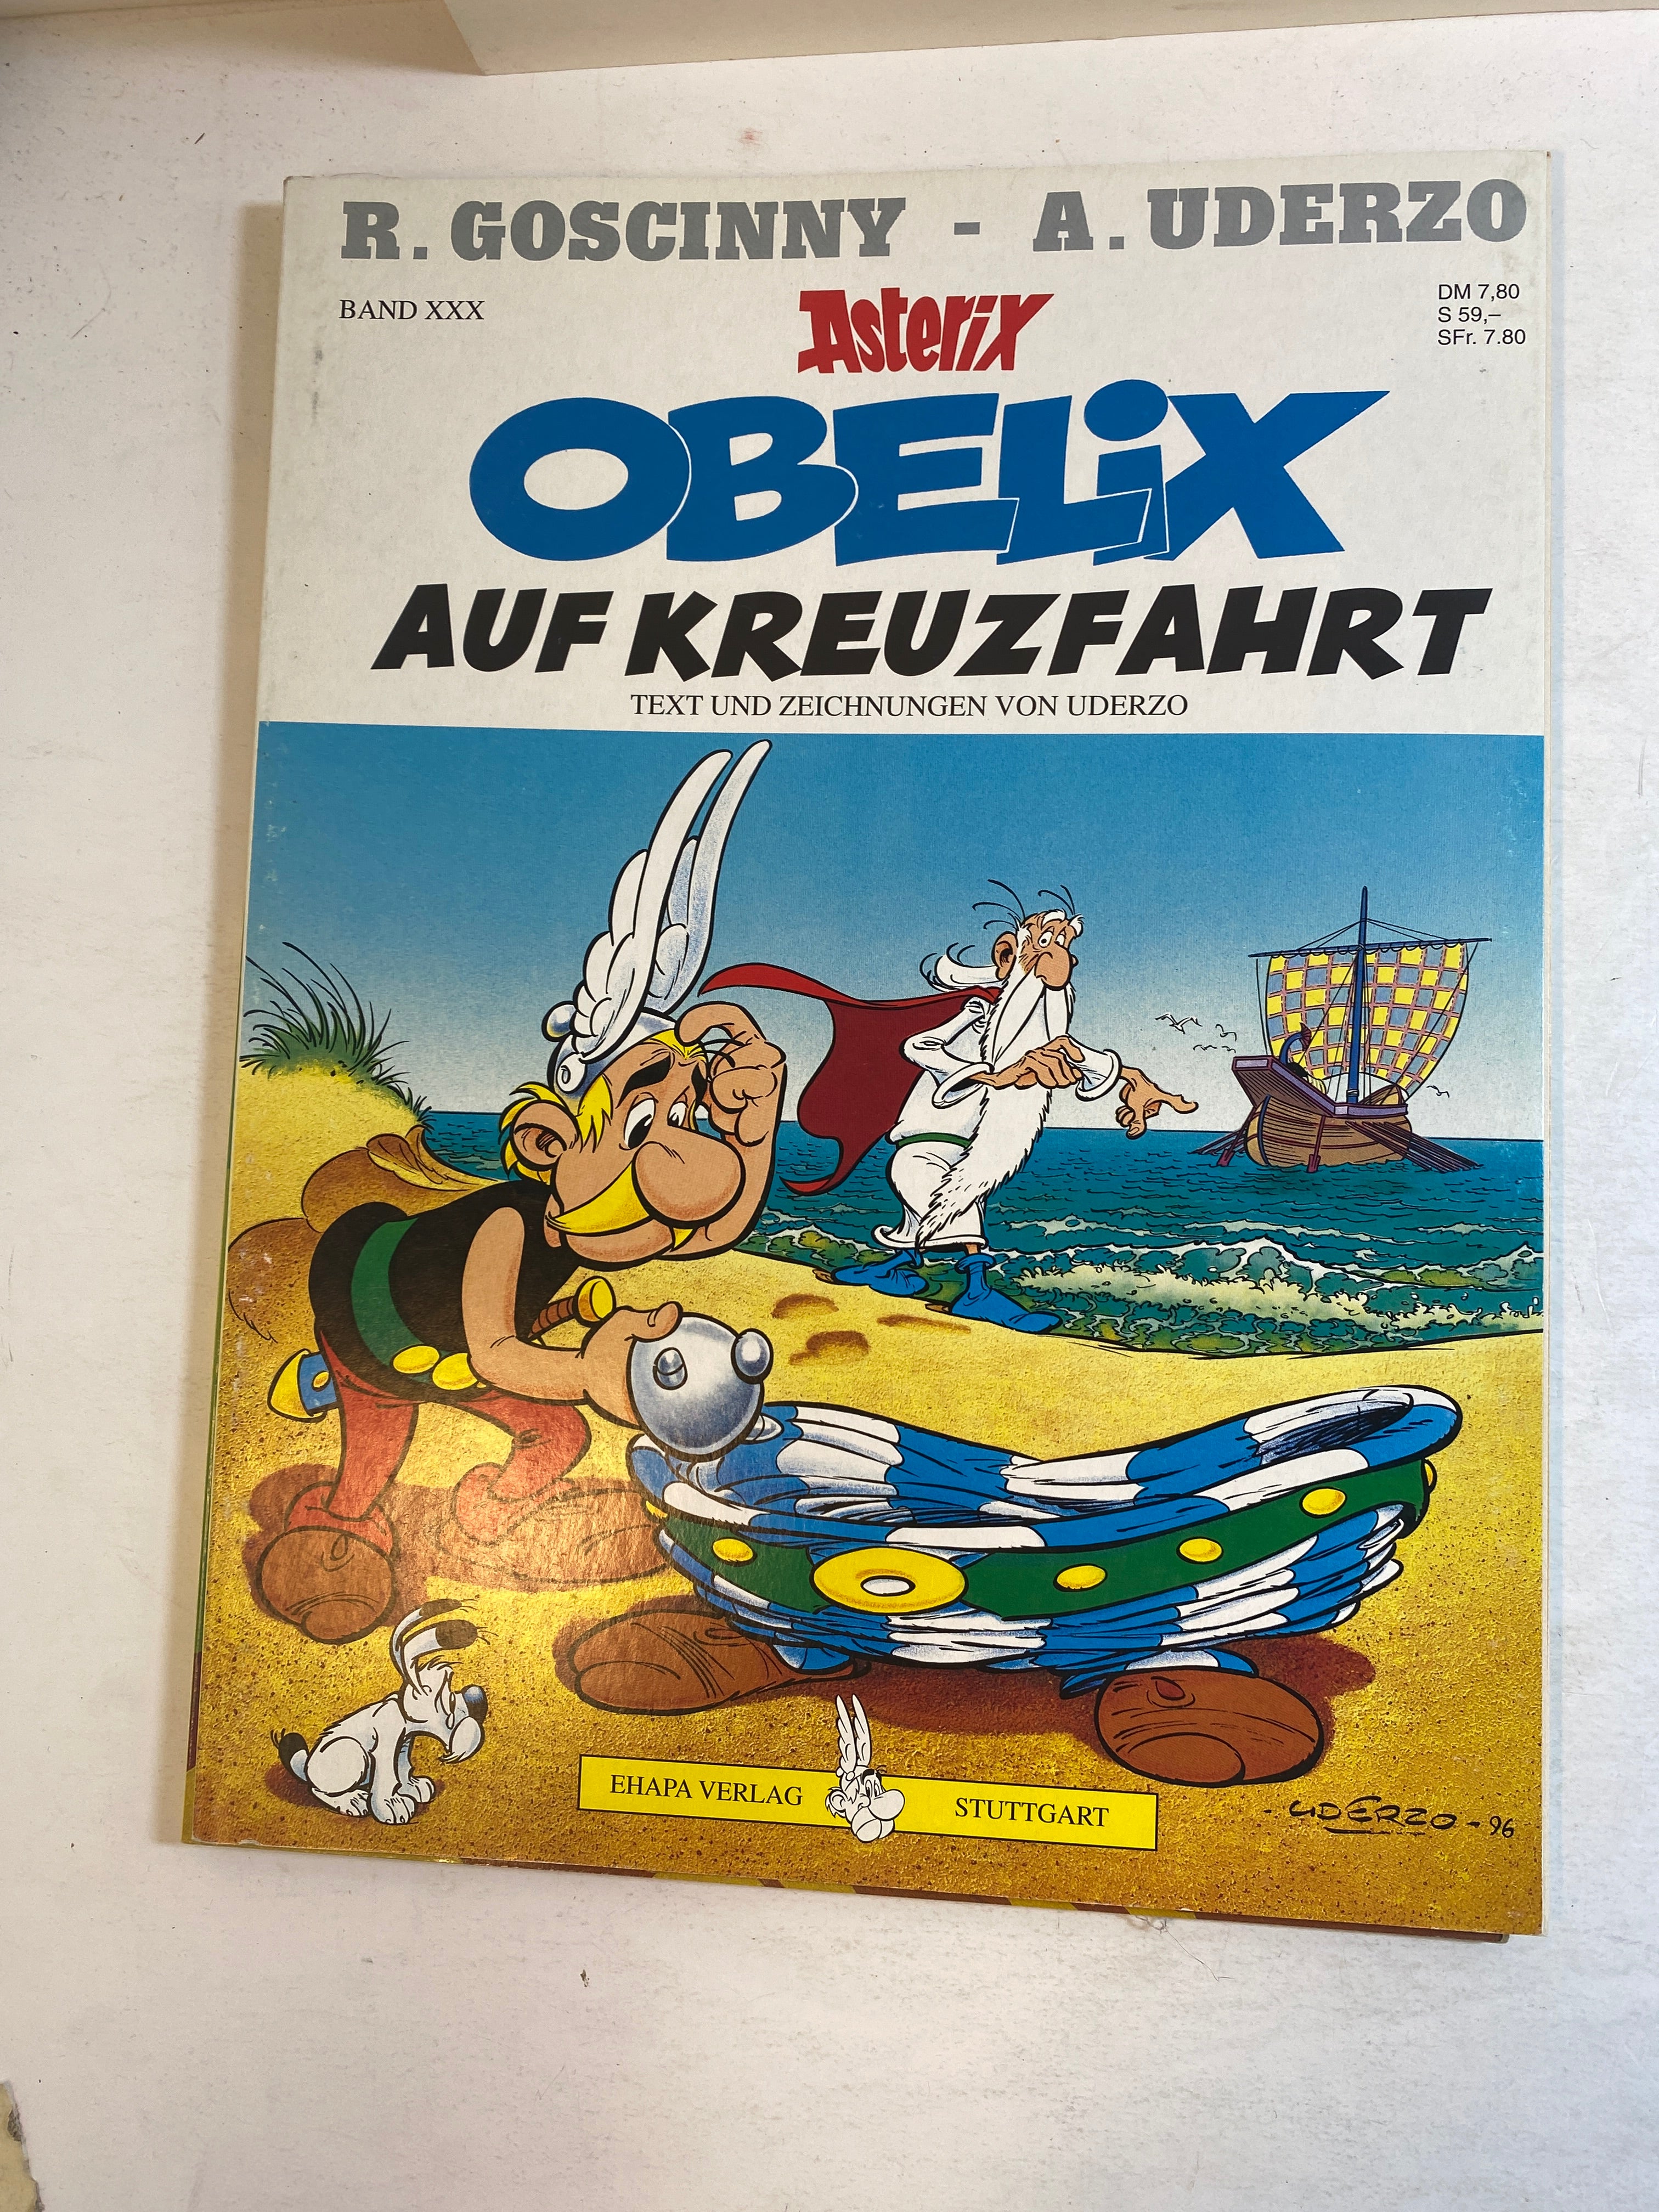 R. GOSCINNY - A. UDERZO
BAND XXX
DM 7,80
S 59,–
SFr. 7.80
Asterix
OBELiX
AUF KREUZFAHRT
TEXT UND ZEICHNUNGEN VON UDERZO
EHAPA VERLAG STUTTGART
- UDERZO - 96